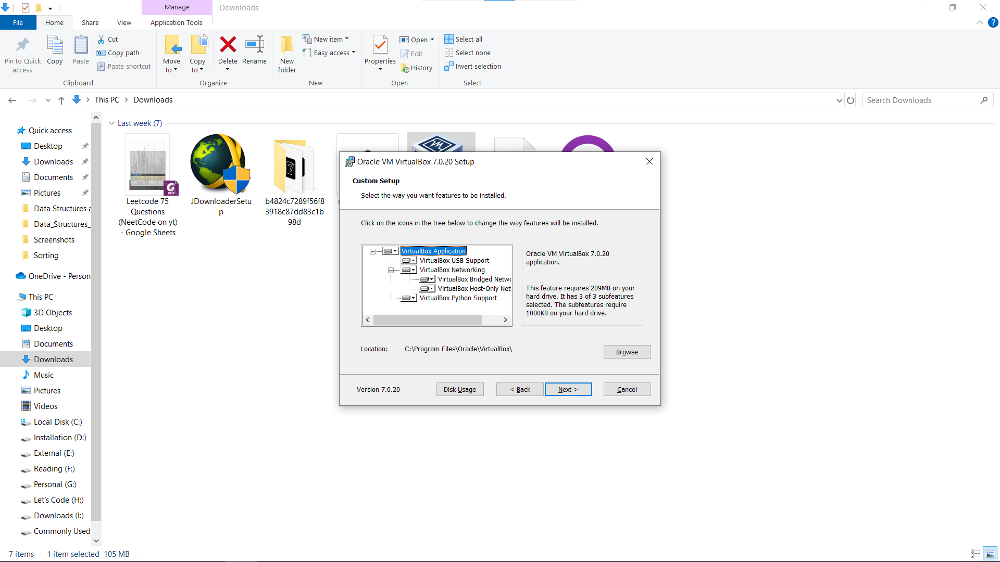 Manage
Downloads
File
Home
Share
View
Application Tools
Pin to Quick access
Copy
Paste
Cut
Copy path
Paste shortcut
Clipboard
Move to
Copy to
Delete
Rename
Organize
New folder
New item
Easy access
New
Properties
Open
Edit
History
Open
Select all
Select none
Invert selection
Select
This PC
Downloads
Search Downloads
Quick access
Desktop
Downloads
Documents
Pictures
Data Structures a
Data_Structures_
Screenshots
Sorting
OneDrive - Person
This PC
3D Objects
Desktop
Documents
Downloads
Music
Pictures
Videos
Local Disk (C:)
Installation (D:)
External (E:)
Reading (F:)
Personal (G:)
Let's Code (H:)
Downloads (I:)
Commonly Used
Last week (7)
PDF
Leetcode 75
Questions
(NeetCode on yt)
- Google Sheets
JDownloaderSetu
p
b4824c7289f56f8
3918c87dd83c1b
98d
Oracle VM VirtualBox 7.0.20 Setup
Custom Setup
Select the way you want features to be installed.
Click on the icons in the tree below to change the way features will be installed.
VirtualBox Application
VirtualBox USB Support
VirtualBox Networking
VirtualBox Bridged Netwo
VirtualBox Host-Only Net
VirtualBox Python Support
Oracle VM VirtualBox 7.0.20
application.
This feature requires 209MB on your
hard drive. It has 3 of 3 subfeatures
selected. The subfeatures require
1000KB on your hard drive.
Location:
C:\Program Files\Oracle\VirtualBox\
Browse
Version 7.0.20
Disk Usage
< Back
Next >
Cancel
7 items
1 item selected 105 MB